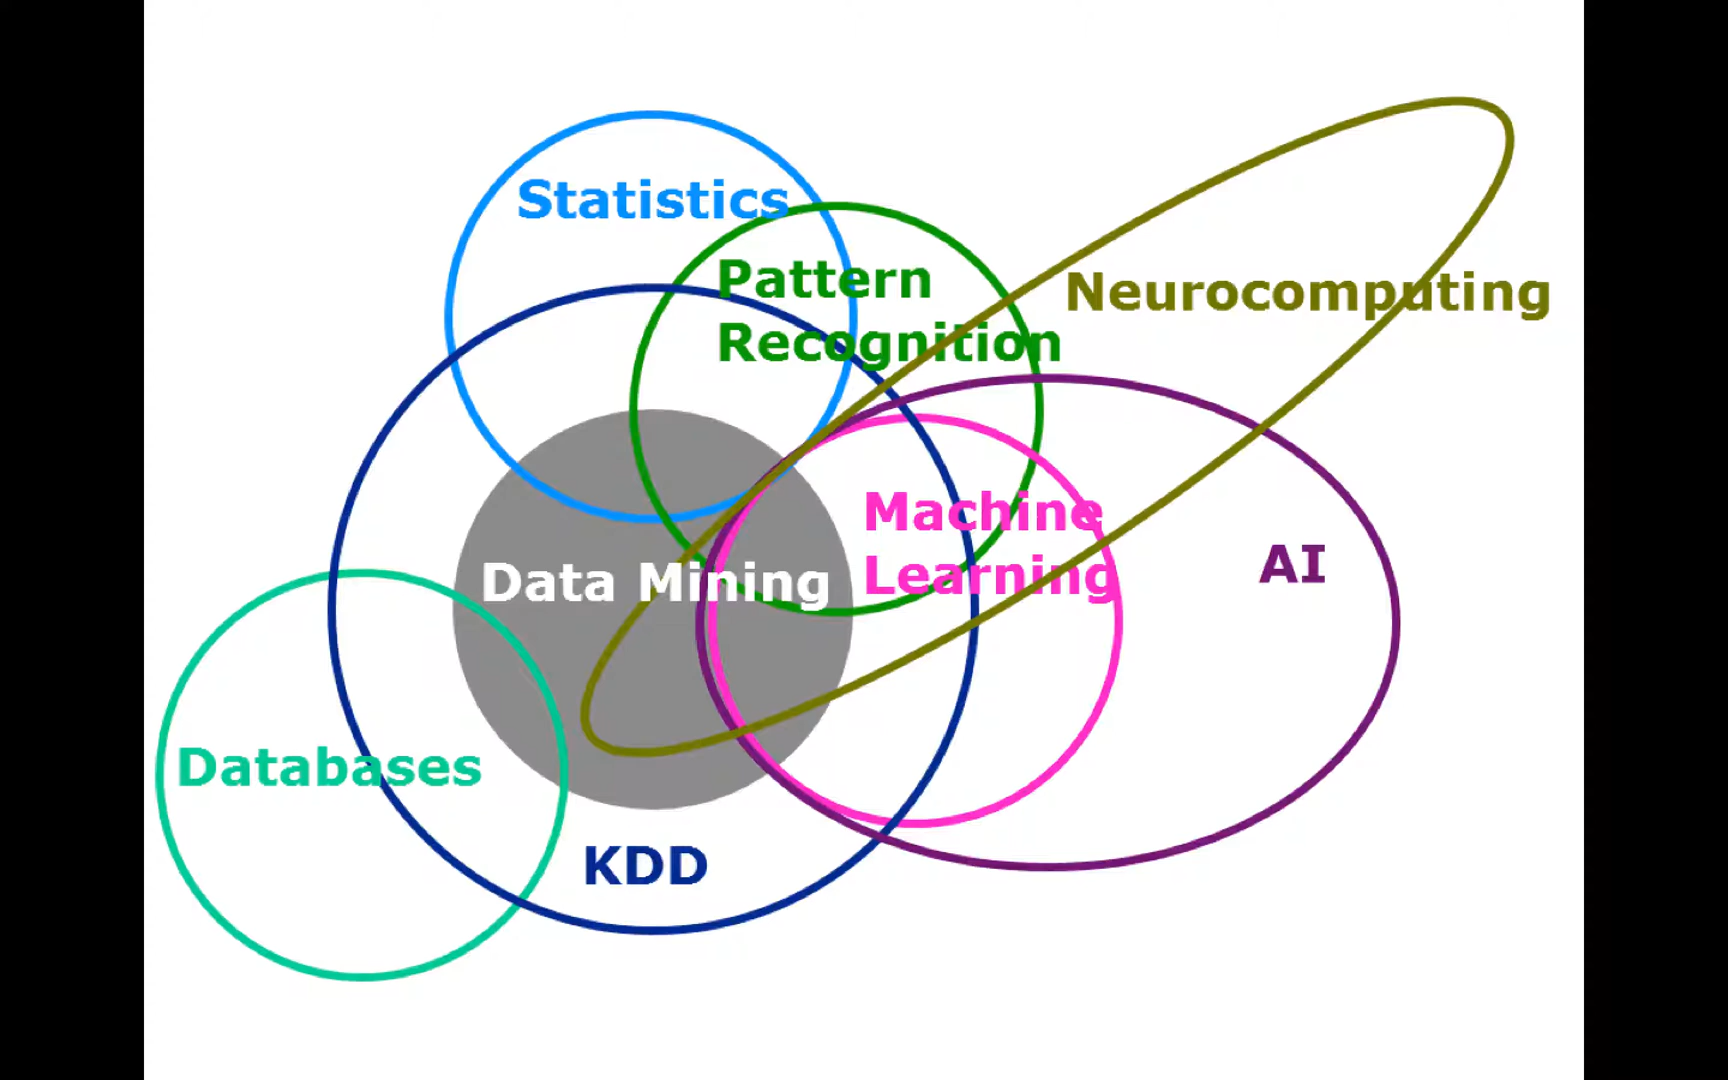 Statistics
Pattern
Recognition
Neurocomputing
Machine
Learning
AI
Data Mining
Databases
KDD